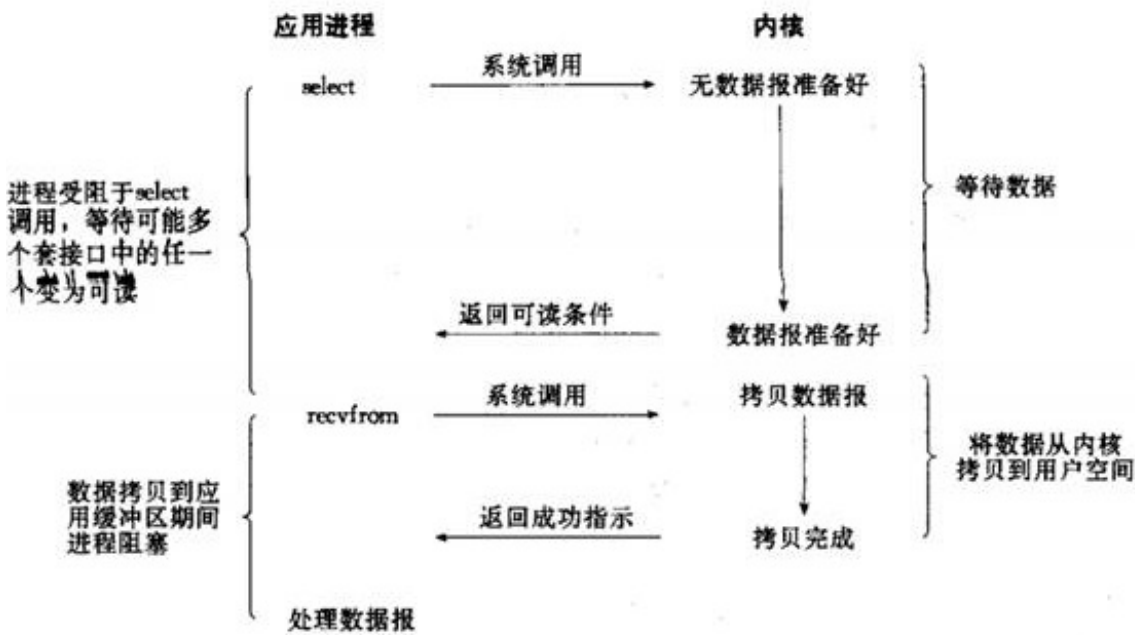 应用进程
内核
select
系统调用
无数据报准备好
进程受阻于select
调用，等待可能多
个套接口中的任一
个变为可读
等待数据
返回可读条件
数据报准备好
recvfrom
系统调用
拷贝数据报
将数据从内核
拷贝到用户空间
数据拷贝到应
用缓冲区期间
进程阻塞
返回成功指示
拷贝完成
处理数据报